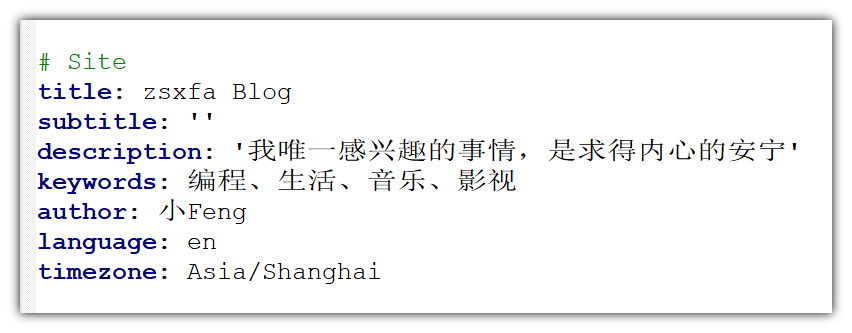 # Site
title: zsxfa Blog
subtitle: ''
description: '我唯一感兴趣的事情，是求得内心的安宁'
keywords: 编程、生活、音乐、影视
author: 小Feng
language: en
timezone: Asia/Shanghai